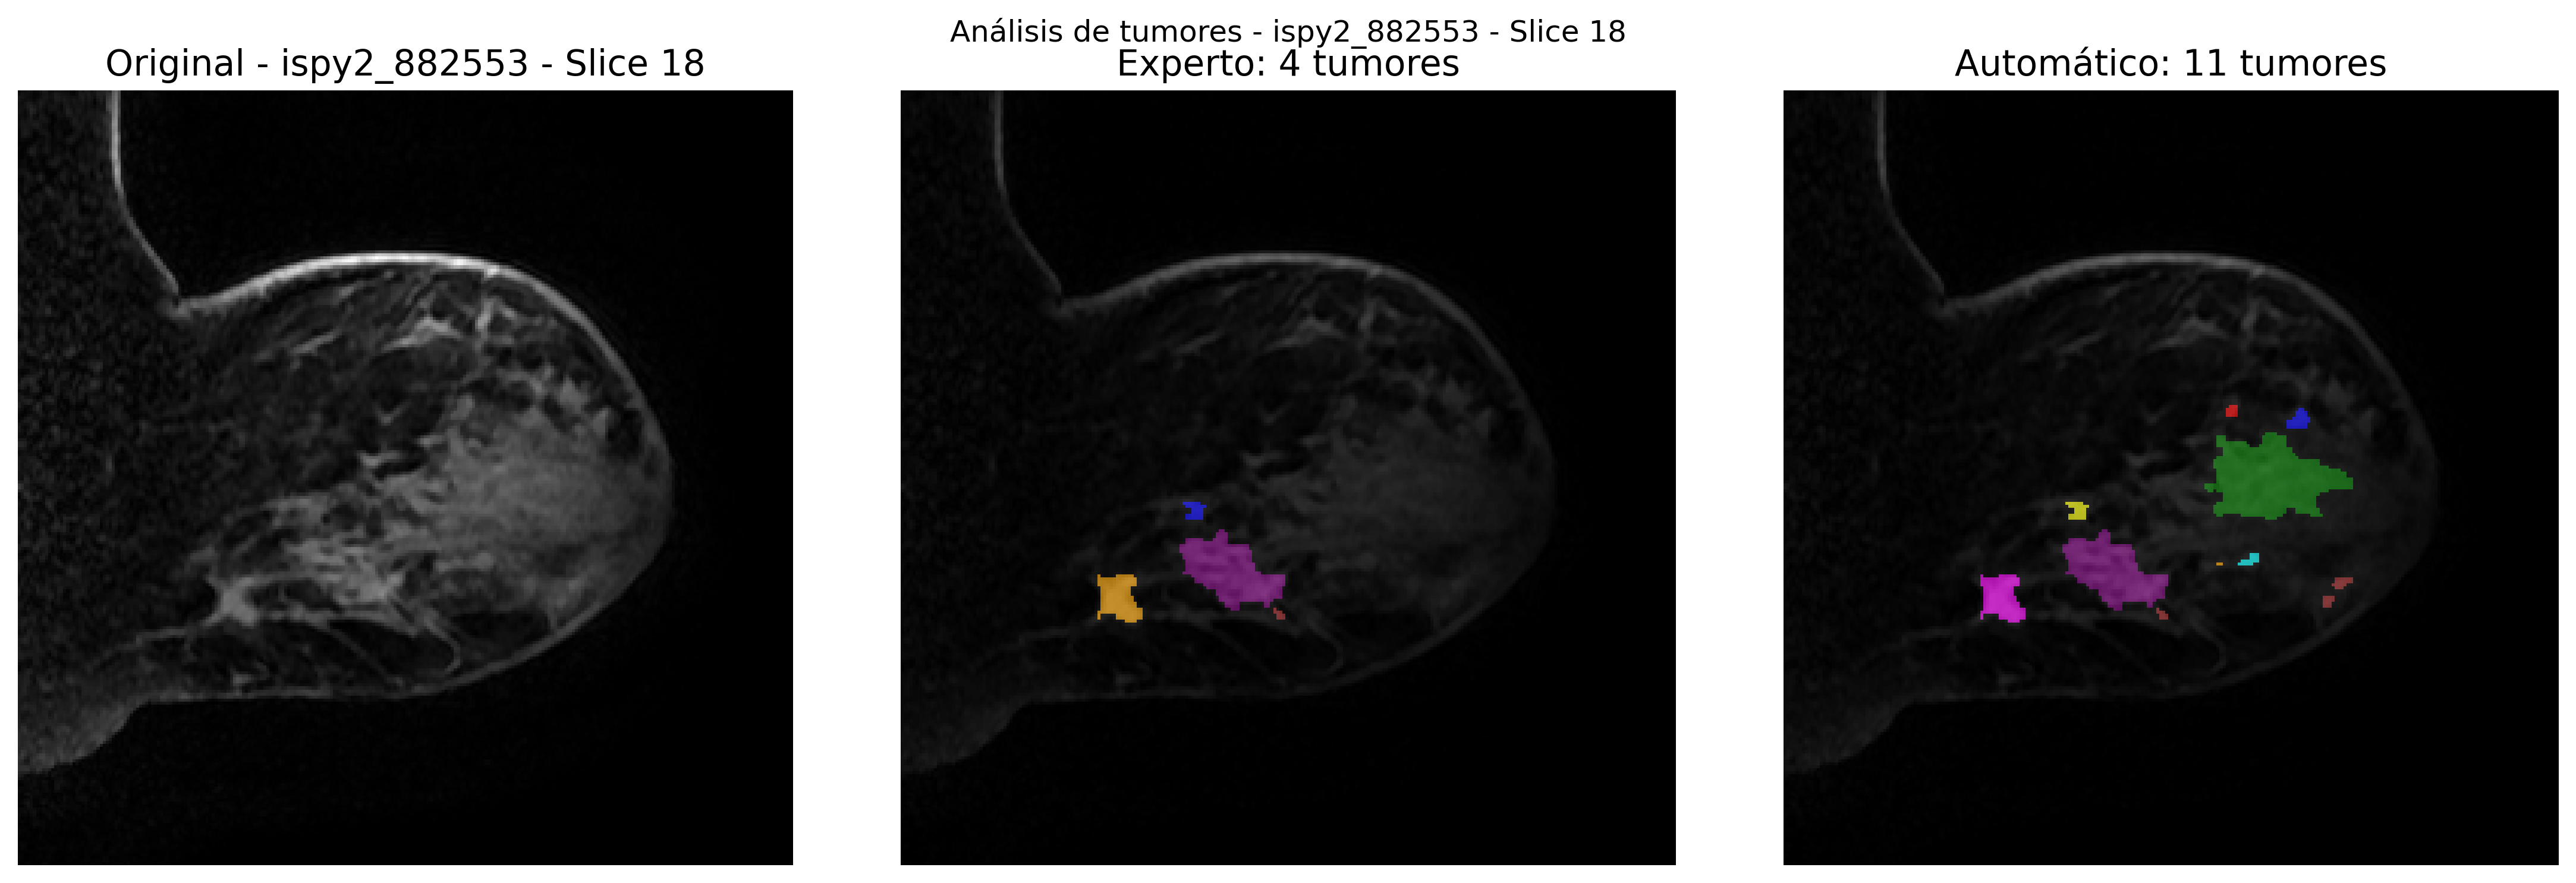 Análisis de tumores - ispy2_882553 - Slice 18
Original - ispy2_882553 - Slice 18
Experto: 4 tumores
Automático: 11 tumores